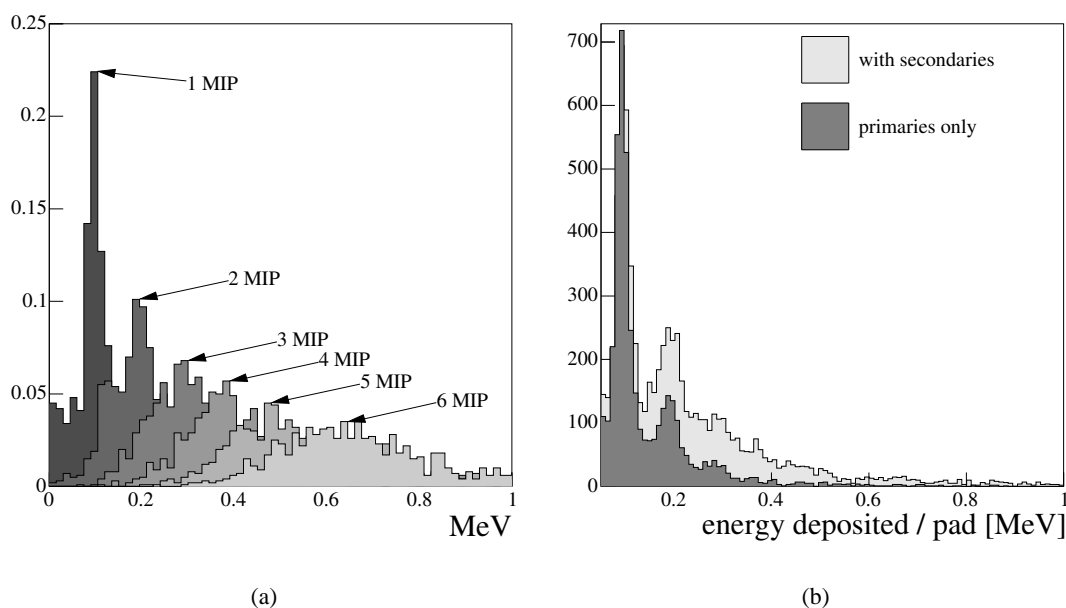 0.25
0.2
0.15
0.1
0.05
0
0.2
0.4
0.6
0.8
1
1 MIP
2 MIP
3 MIP
4 MIP
5 MIP
6 MIP
MeV
(a)
700
600
500
400
300
200
100
0
0.2
0.4
0.6
0.8
1
with secondaries
primaries only
energy deposited / pad [MeV]
(b)